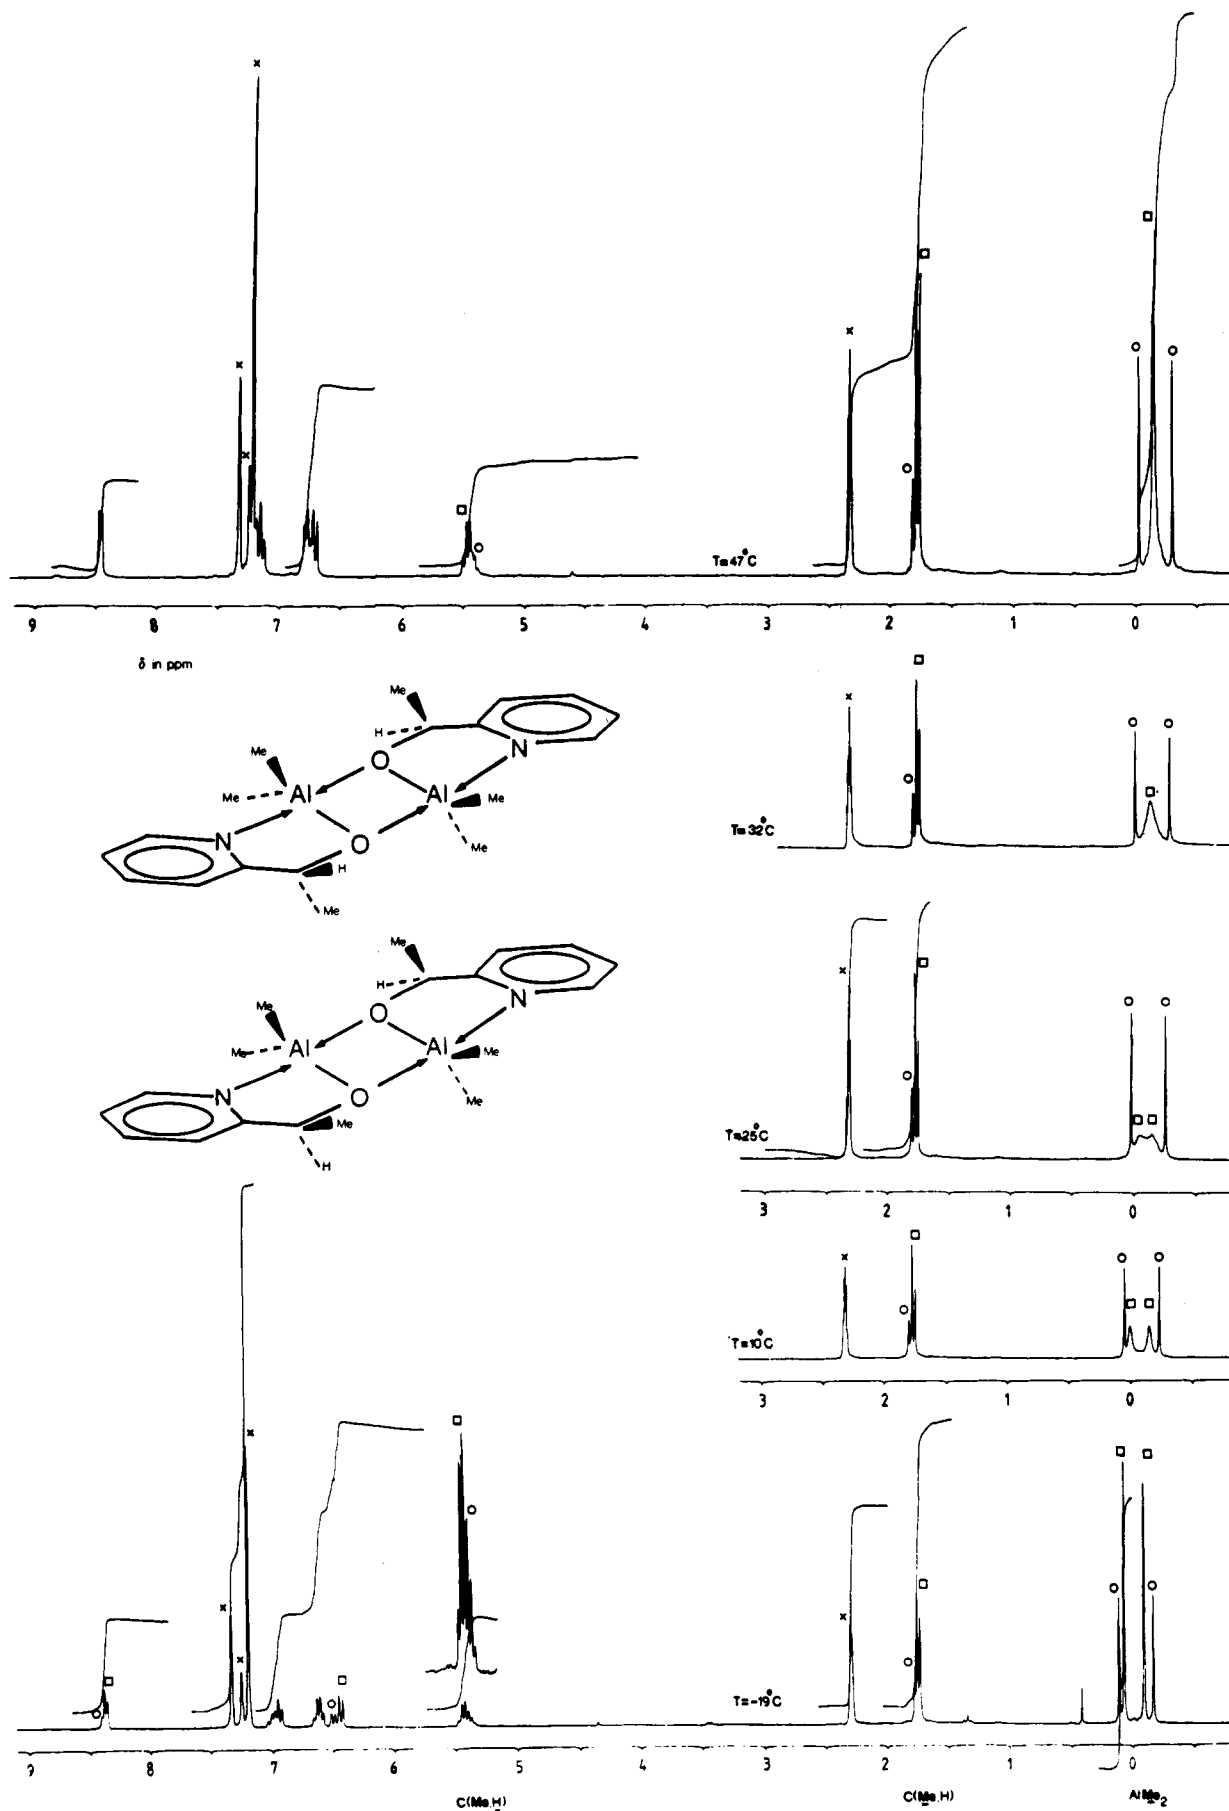 T=47°C
9 8 7 6 5 4 3 2 1 0
δ in ppm
Me
H
O
N
Me
Me
Al
Al
Me
N
O
Me
H
Me
T=32°C
Me
H
O
N
Me
Me
Al
Al
Me
N
O
Me
Me
H
T=25°C
3 2 1 0
T=10°C
3 2 1 0
T=-19°C
9 8 7 6 5 4 3 2 1 0
C(Me,H) C(Me,H) AlMe₂